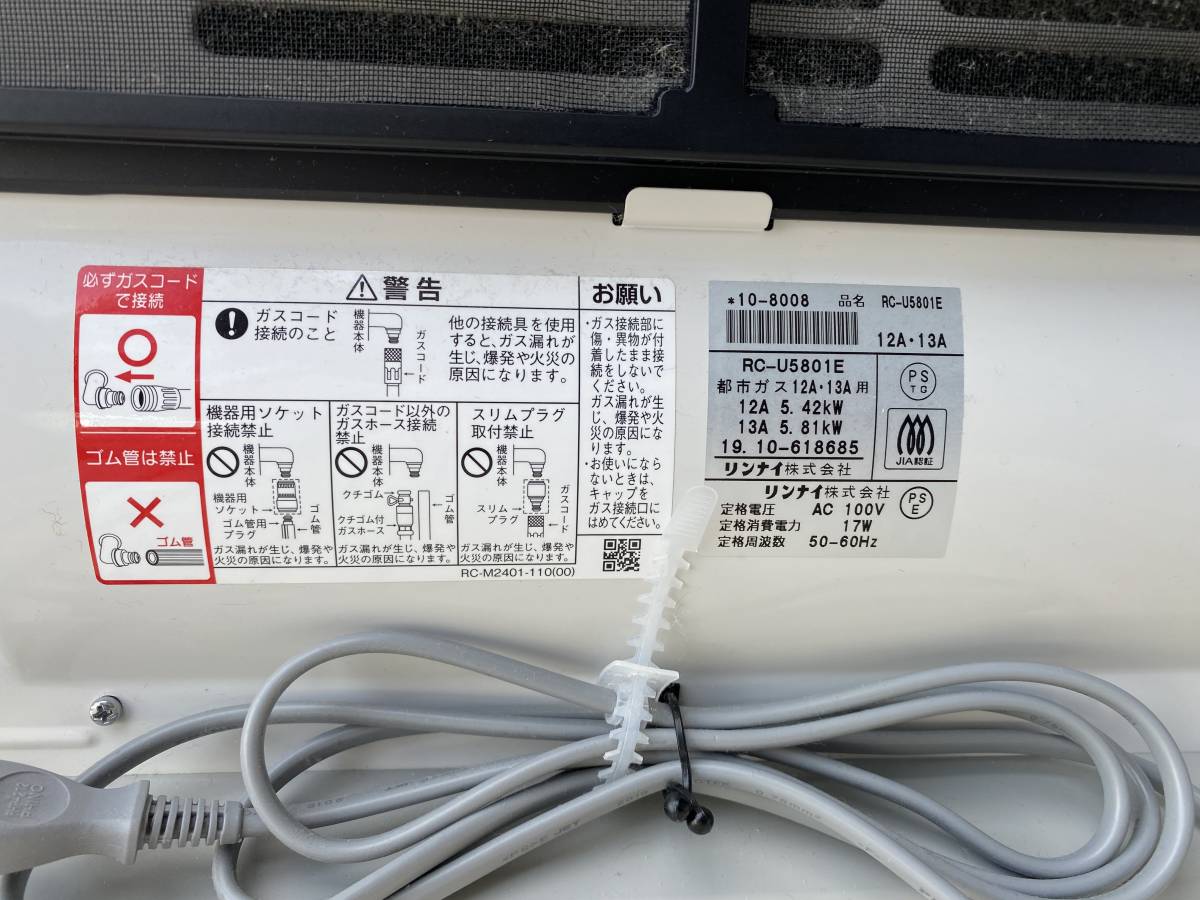 必ずガスコード
で接続
ゴム管は禁止
ゴム管
警告
ガスコード
接続のこと
機器本体
ガスコード
他の接続具を使用
すると、ガス漏れが
生じ、爆発や火災の
原因になります。
機器用ソケット
接続禁止
機器本体
機器用
ソケット
ゴム管用
プラグ
ゴム管
ガス漏れが生じ、爆発や
火災の原因になります。
ガスコード以外の
ガスホース接続
禁止
機器本体
クチゴム
クチゴム付
ガスホース
ゴム管
ガス漏れが生じ、爆発や
火災の原因になります。
スリムプラグ
取付禁止
機器本体
スリム
プラグ
ガスコード
ガス漏れが生じ、爆発や
火災の原因になります。
RC-M2401-110(00)
お願い
・ガス接続部に
傷・異物が付
着したまま接
続をしないで
ください。
ガス漏れが生
じ、爆発や火
災の原因にな
ります。
・お使いになら
ないときは、
キャップを
ガス接続口に
はめてください。
*10-8008 品名 RC-U5801E
12A・13A
RC-U5801E
都市ガス12A・13A用
12A 5.42kW
13A 5.81kW
19.10-618685
リンナイ株式会社
PS
TG
JIA認証
リンナイ株式会社
定格電圧 AC 100V
定格消費電力 17W
定格周波数 50-60Hz
PS
E